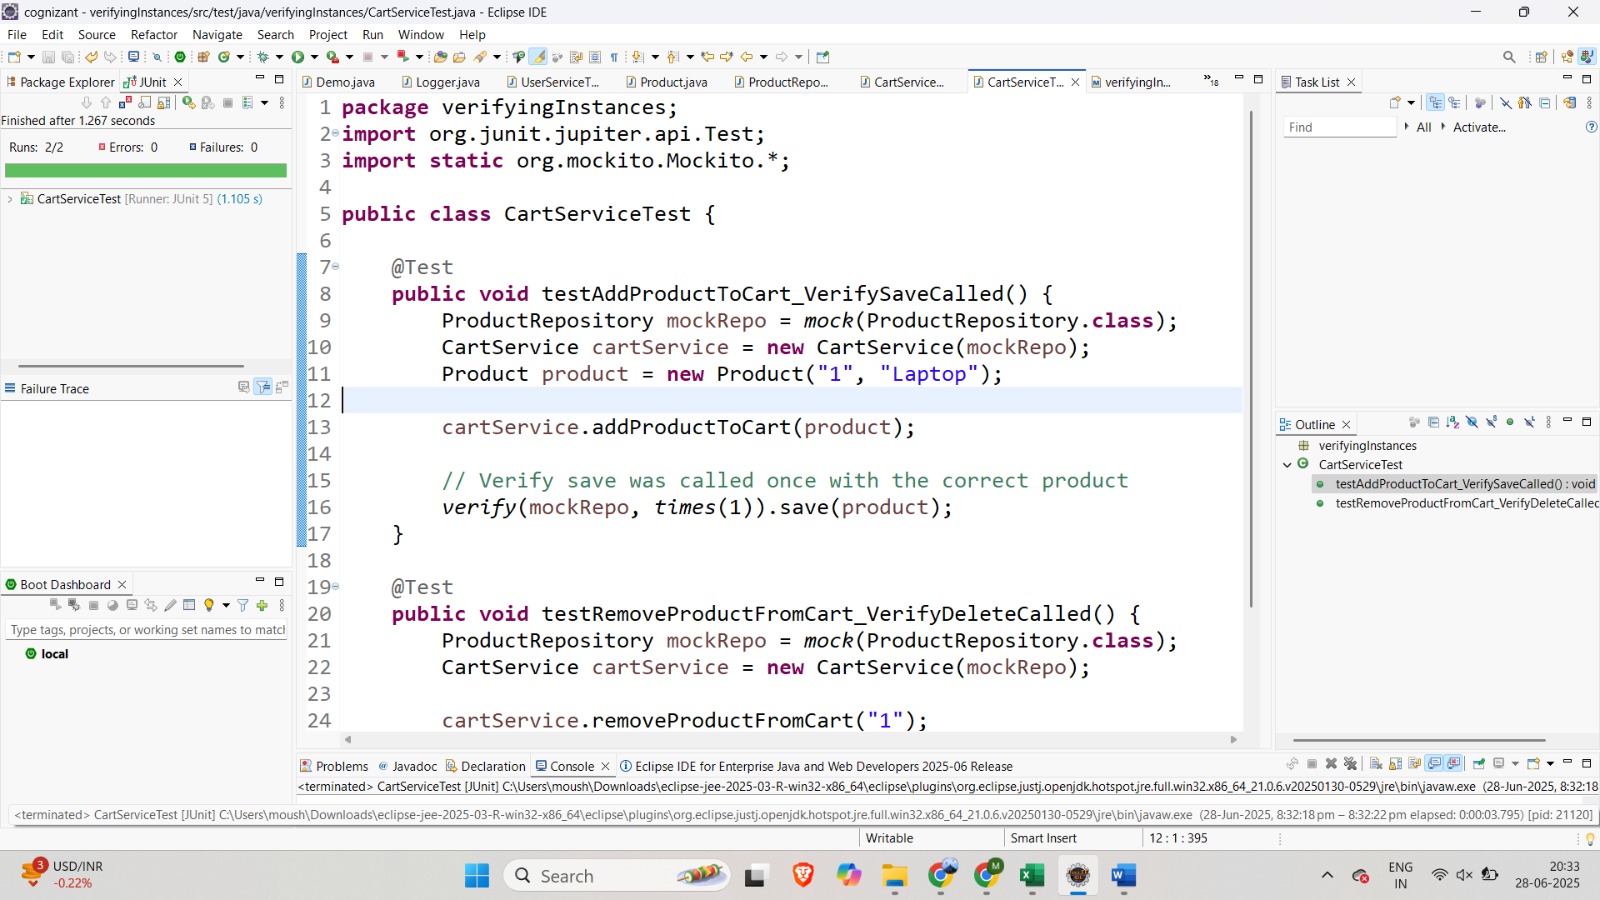 cognizant - verifyingInstances/src/test/java/verifyingInstances/CartServiceTest.java - Eclipse IDE
File Edit Source Refactor Navigate Search Project Run Window Help
Package Explorer JUnit
Finished after 1.267 seconds
Runs: 2/2 Errors: 0 Failures: 0
CartServiceTest [Runner: JUnit 5] (1.105 s)
Failure Trace
Boot Dashboard
Type tags, projects, or working set names to match
local
Demo.java Logger.java UserServiceT... Product.java ProductRepo... CartService... CartServiceT... verifyingIn... »18
1 package verifyingInstances;
2 import org.junit.jupiter.api.Test;
3 import static org.mockito.Mockito.*;
4
5 public class CartServiceTest {
6
7 @Test
8 public void testAddProductToCart_VerifySaveCalled() {
9 ProductRepository mockRepo = mock(ProductRepository.class);
10 CartService cartService = new CartService(mockRepo);
11 Product product = new Product("1", "Laptop");
12
13 cartService.addProductToCart(product);
14
15 // Verify save was called once with the correct product
16 verify(mockRepo, times(1)).save(product);
17 }
18
19 @Test
20 public void testRemoveProductFromCart_VerifyDeleteCalled() {
21 ProductRepository mockRepo = mock(ProductRepository.class);
22 CartService cartService = new CartService(mockRepo);
23
24 cartService.removeProductFromCart("1");
Task List
Find All Activate...
Outline
verifyingInstances
CartServiceTest
testAddProductToCart_VerifySaveCalled() : void
testRemoveProductFromCart_VerifyDeleteCalled
Problems Javadoc Declaration Console Eclipse IDE for Enterprise Java and Web Developers 2025-06 Release
<terminated> CartServiceTest [JUnit] C:\Users\moush\Downloads\eclipse-jee-2025-03-R-win32-x86_64\eclipse\plugins\org.eclipse.justj.openjdk.hotspot.jre.full.win32.x86_64_21.0.6.v20250130-0529\jre\bin\javaw.exe (28-Jun-2025, 8:32:18
<terminated> CartServiceTest [JUnit] C:\Users\moush\Downloads\eclipse-jee-2025-03-R-win32-x86_64\eclipse\plugins\org.eclipse.justj.openjdk.hotspot.jre.full.win32.x86_64_21.0.6.v20250130-0529\jre\bin\javaw.exe (28-Jun-2025, 8:32:18 pm – 8:32:22 pm elapsed: 0:00:03.795) [pid: 21120]
Writable Smart Insert 12 : 1 : 395
3 USD/INR
-0.22%
Search
ENG
IN
20:33
28-06-2025